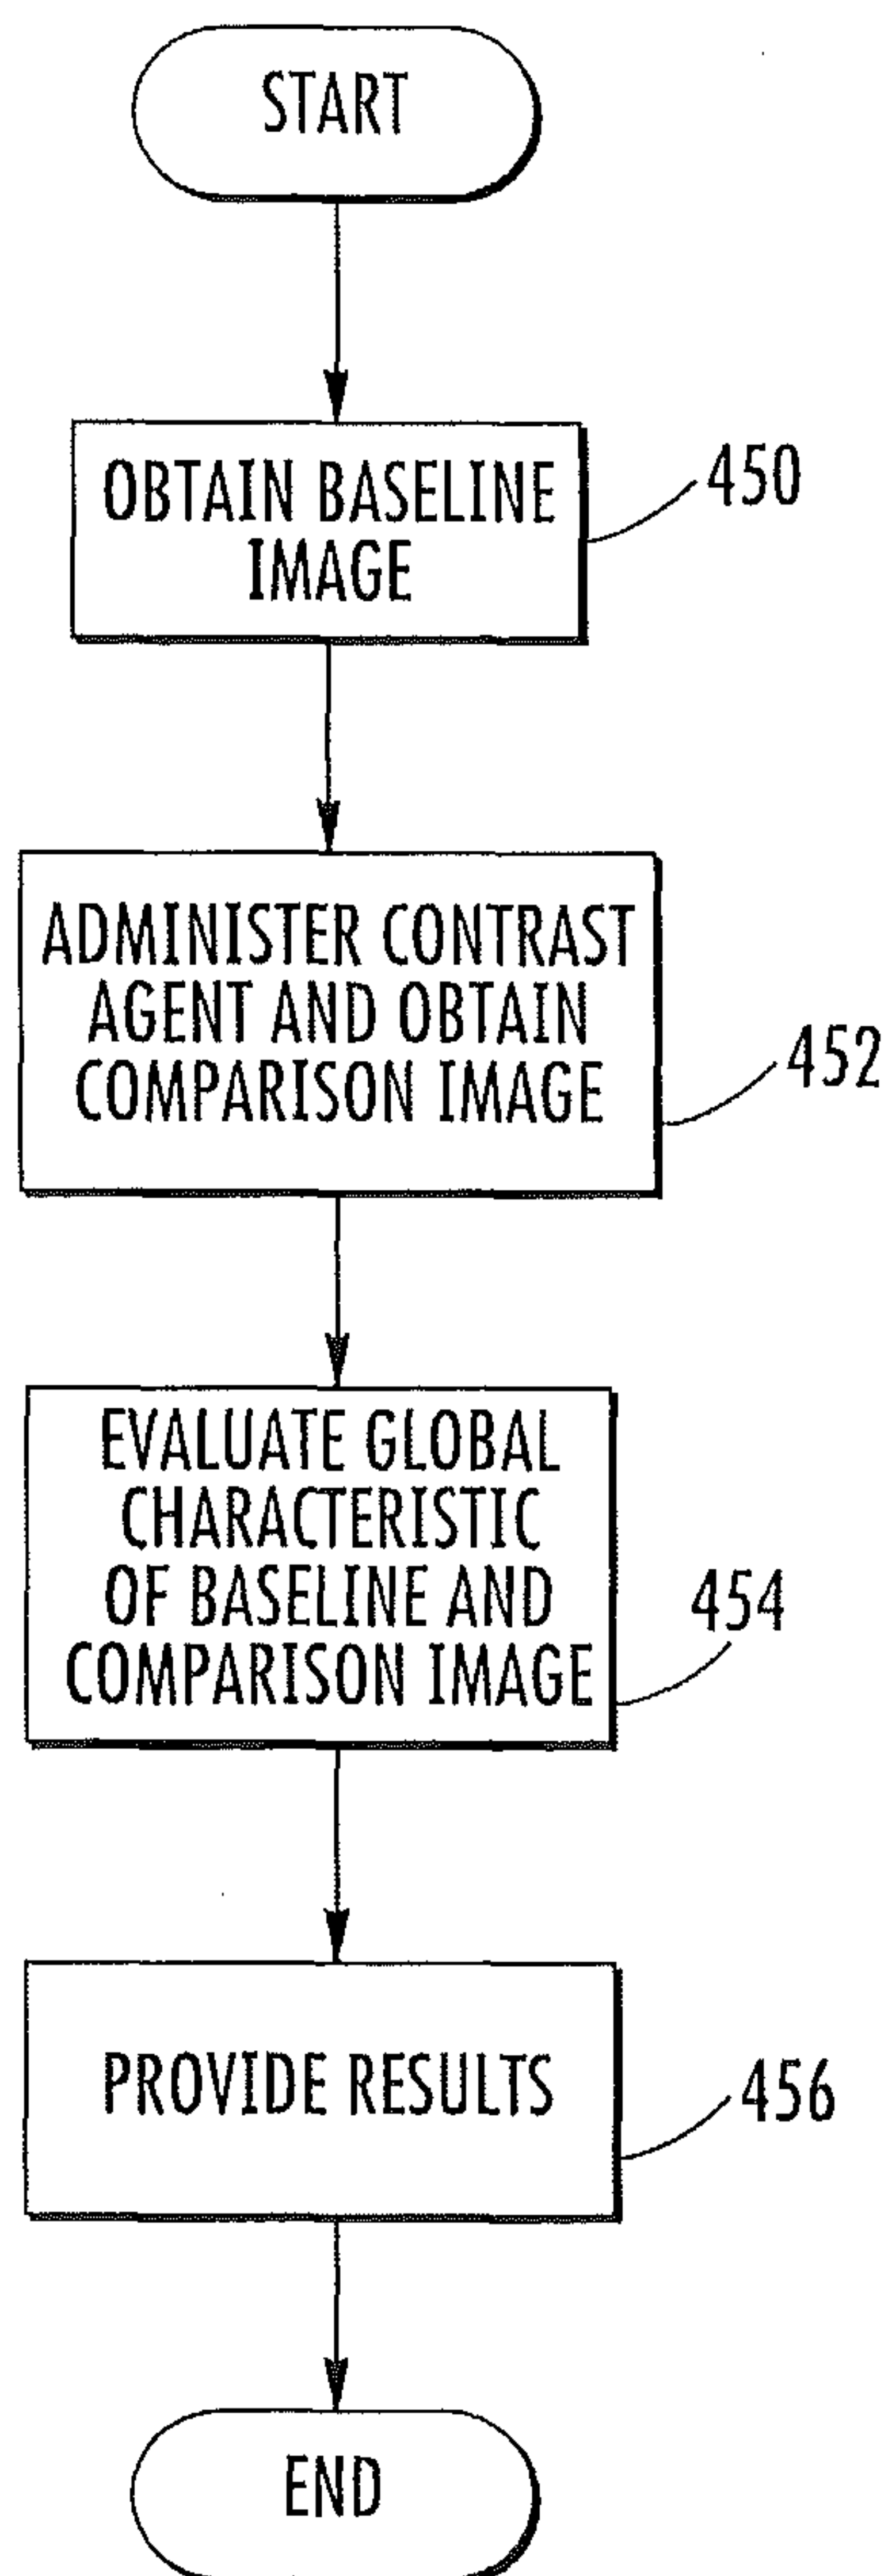 START
OBTAIN BASELINE
IMAGE
450
ADMINISTER CONTRAST
AGENT AND OBTAIN
COMPARISON IMAGE
452
EVALUATE GLOBAL
CHARACTERISTIC
OF BASELINE AND
COMPARISON IMAGE
454
PROVIDE RESULTS
456
END